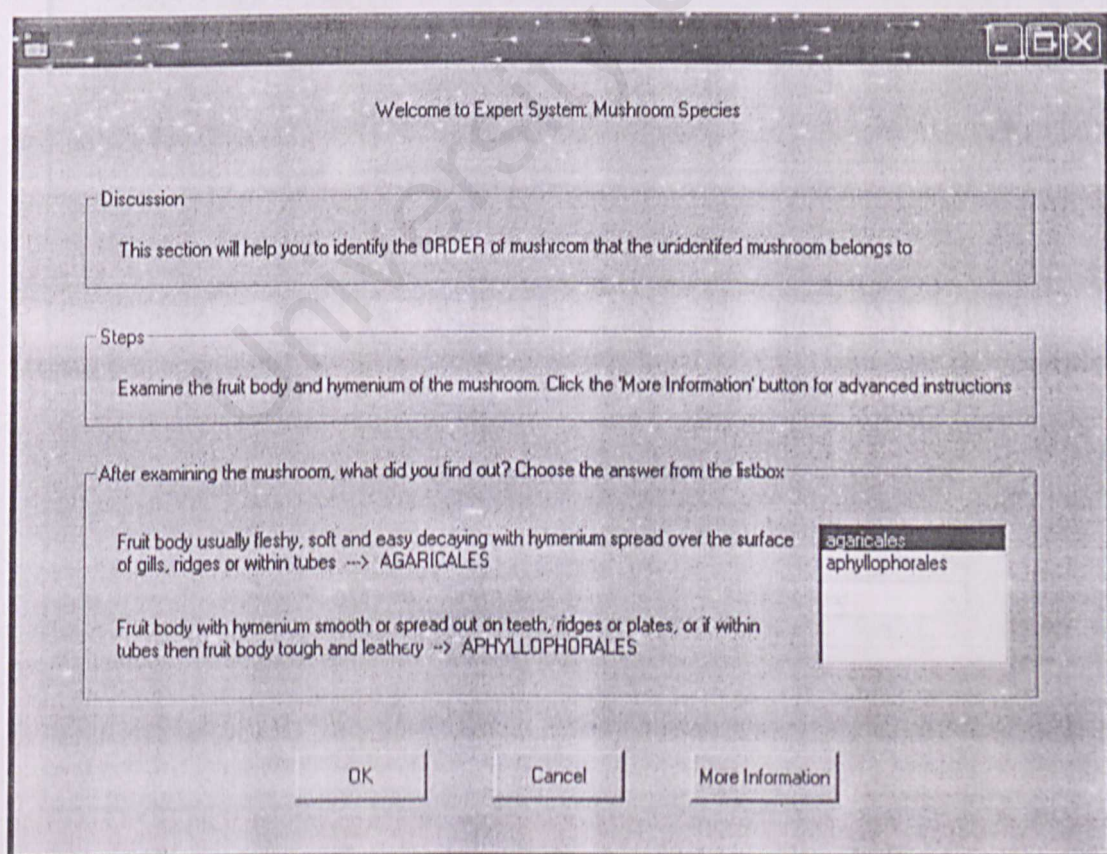 Welcome to Expert System: Mushroom Species
Discussion
This section will help you to identify the ORDER of mushroom that the unidentifed mushroom belongs to
Steps
Examine the fruit body and hymenium of the mushroom. Click the 'More Information' button for advanced instructions
After examining the mushroom, what did you find out? Choose the answer from the listbox
Fruit body usually fleshy, soft and easy decaying with hymenium spread over the surface
of gills, ridges or within tubes ---> AGARICALES
agaricales
aphyllophorales
Fruit body with hymenium smooth or spread out on teeth, ridges or plates, or if within
tubes then fruit body tough and leathery --> APHYLLOPHORALES
OK
Cancel
More Information
University